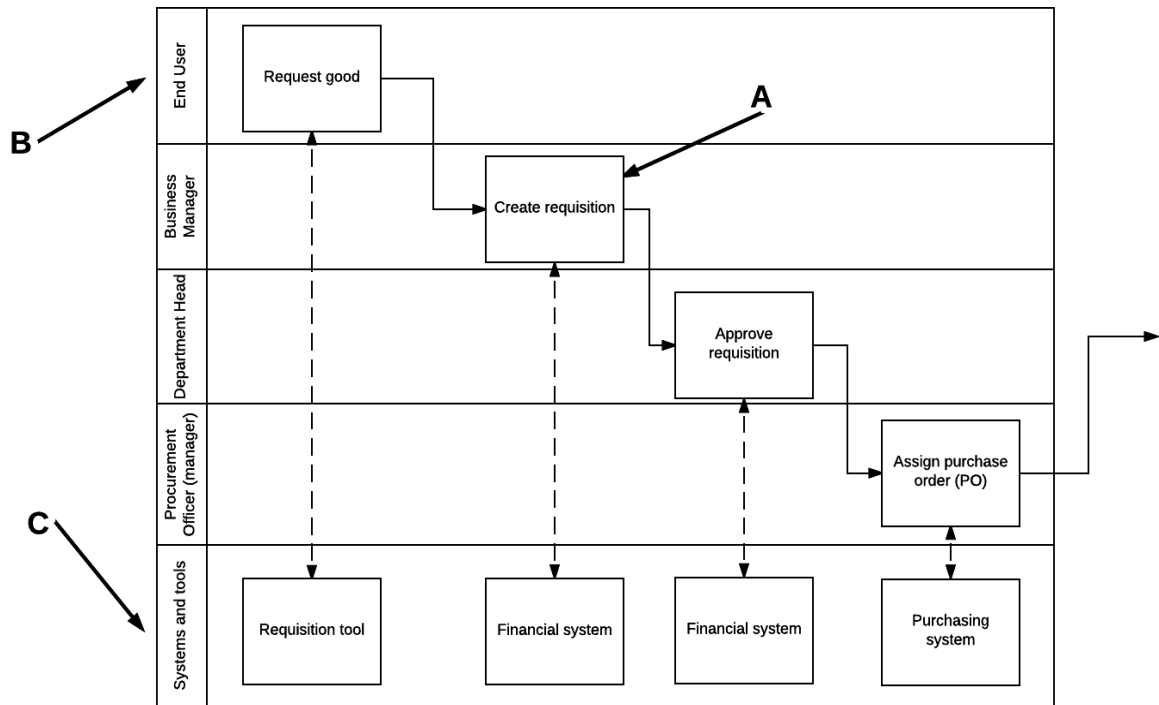 End User
Request good
A
B
Business
Manager
Create requisition
Department Head
Approve
requisition
Procurement
Officer (manager)
Assign purchase
order (PO)
C
Systems and tools
Requisition tool
Financial system
Financial system
Purchasing
system